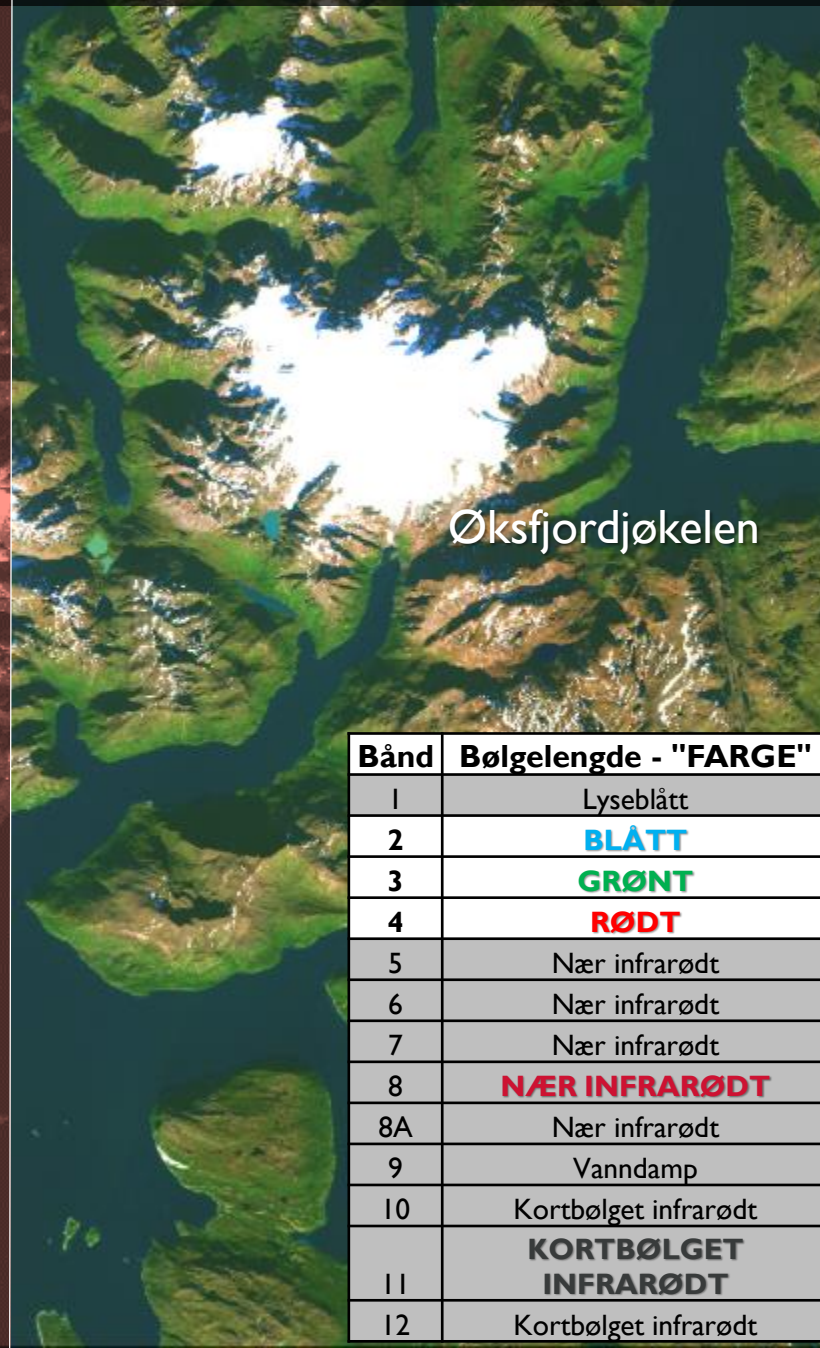 Øksfjordjøkelen
Bånd Bølgelengde - "FARGE"
1 Lyseblått
2 BLÅTT
3 GRØNT
4 RØDT
5 Nær infrarødt
6 Nær infrarødt
7 Nær infrarødt
8 NÆR INFRARØDT
8A Nær infrarødt
9 Vanndamp
10 Kortbølget infrarødt
KORTBØLGET
11 INFRARØDT
12 Kortbølget infrarødt